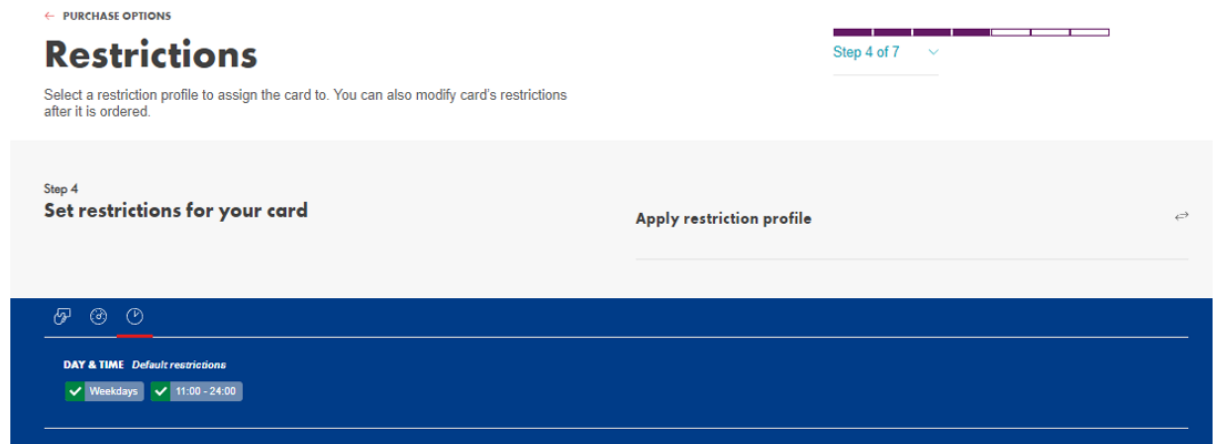 ← PURCHASE OPTIONS
Restrictions
Step 4 of 7
Select a restriction profile to assign the card to. You can also modify card's restrictions
after it is ordered.
Step 4
Set restrictions for your card
Apply restriction profile
DAY & TIME Default restrictions
Weekdays 11:00 - 24:00